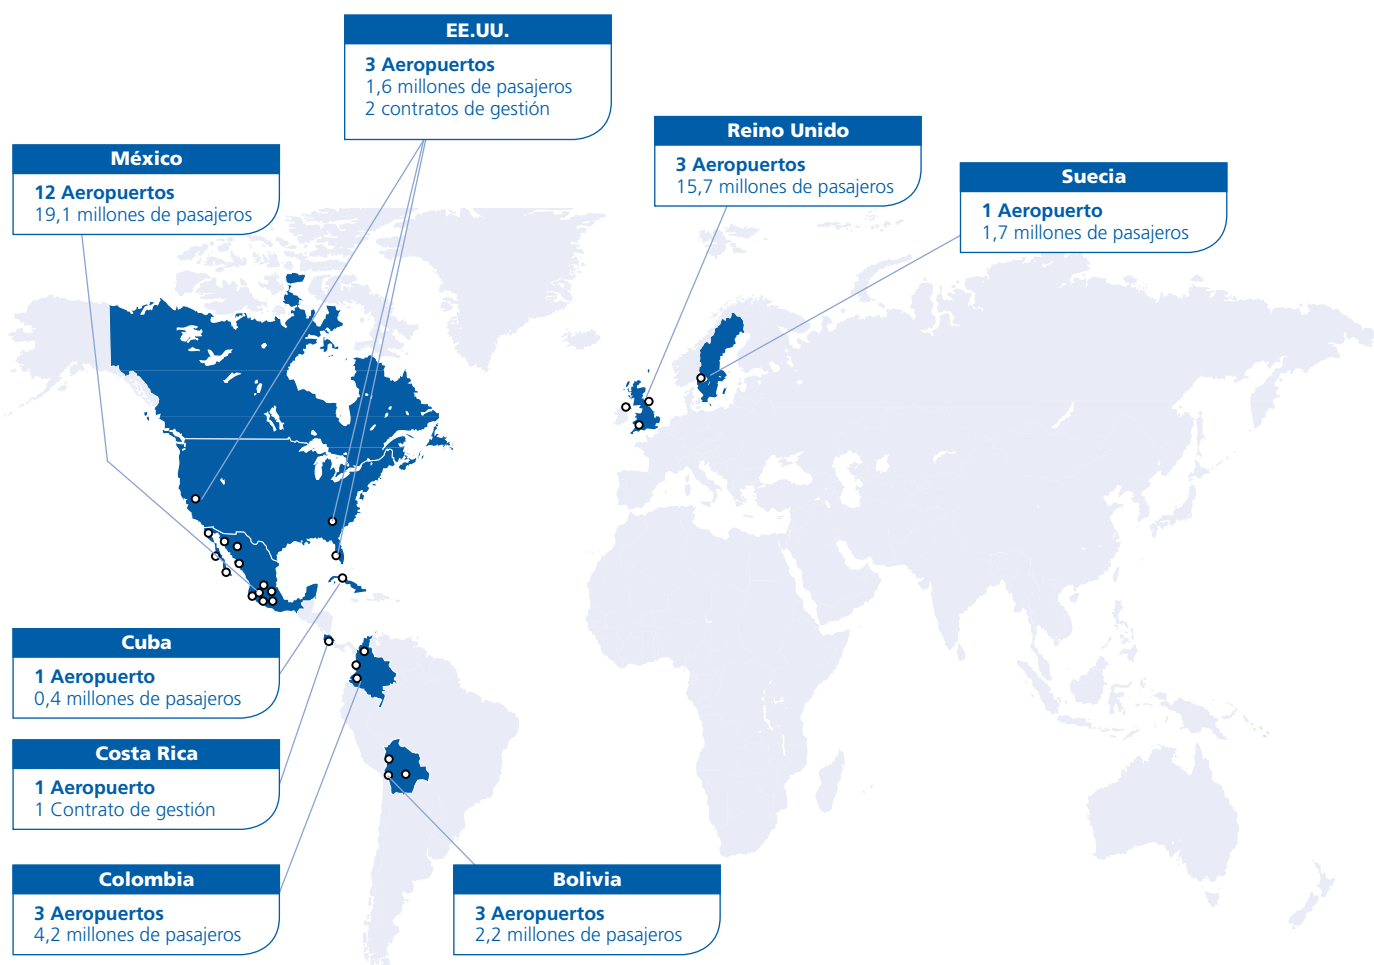 EE.UU.
3 Aeropuertos
1,6 millones de pasajeros
2 contratos de gestión
Reino Unido
3 Aeropuertos
15,7 millones de pasajeros
México
12 Aeropuertos
19,1 millones de pasajeros
Suecia
1 Aeropuerto
1,7 millones de pasajeros
Cuba
1 Aeropuerto
0,4 millones de pasajeros
Costa Rica
1 Aeropuerto
1 Contrato de gestión
Colombia
3 Aeropuertos
4,2 millones de pasajeros
Bolivia
3 Aeropuertos
2,2 millones de pasajeros